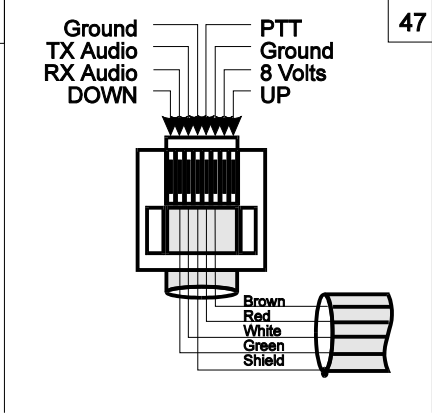 47
Ground PTT
TX Audio Ground
RX Audio 8 Volts
DOWN UP
Brown
Red
White
Green
Shield